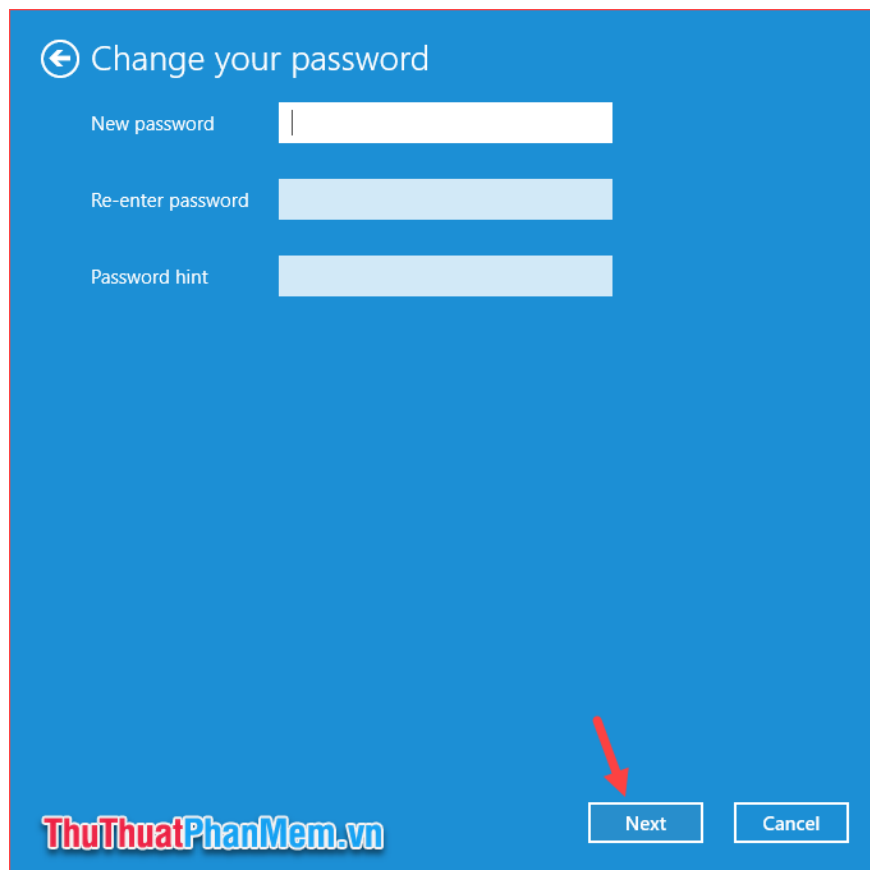 Change your password
New password
Re-enter password
Password hint
Next
Cancel
ThuThuatPhanMem.vn